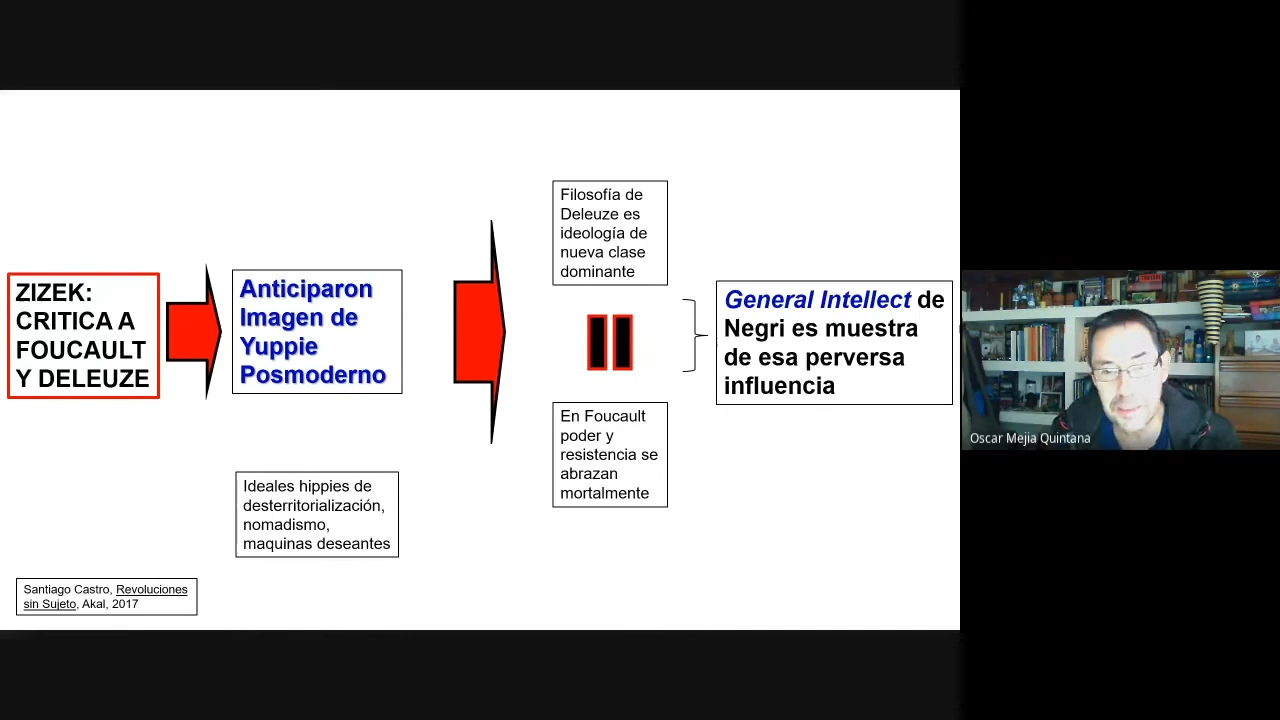 ZIZEK:
CRITICA A
FOUCAULT
Y DELEUZE
Anticiparon
Imagen de
Yuppie
Posmoderno
Ideales hippies de
desterritorialización,
nomadismo,
maquinas deseantes
Filosofía de
Deleuze es
ideología de
nueva clase
dominante
En Foucault
poder y
resistencia se
abrazan
mortalmente
General Intellect de
Negri es muestra
de esa perversa
influencia
Santiago Castro, Revoluciones
sin Sujeto, Akal, 2017
Oscar Mejia Quintana